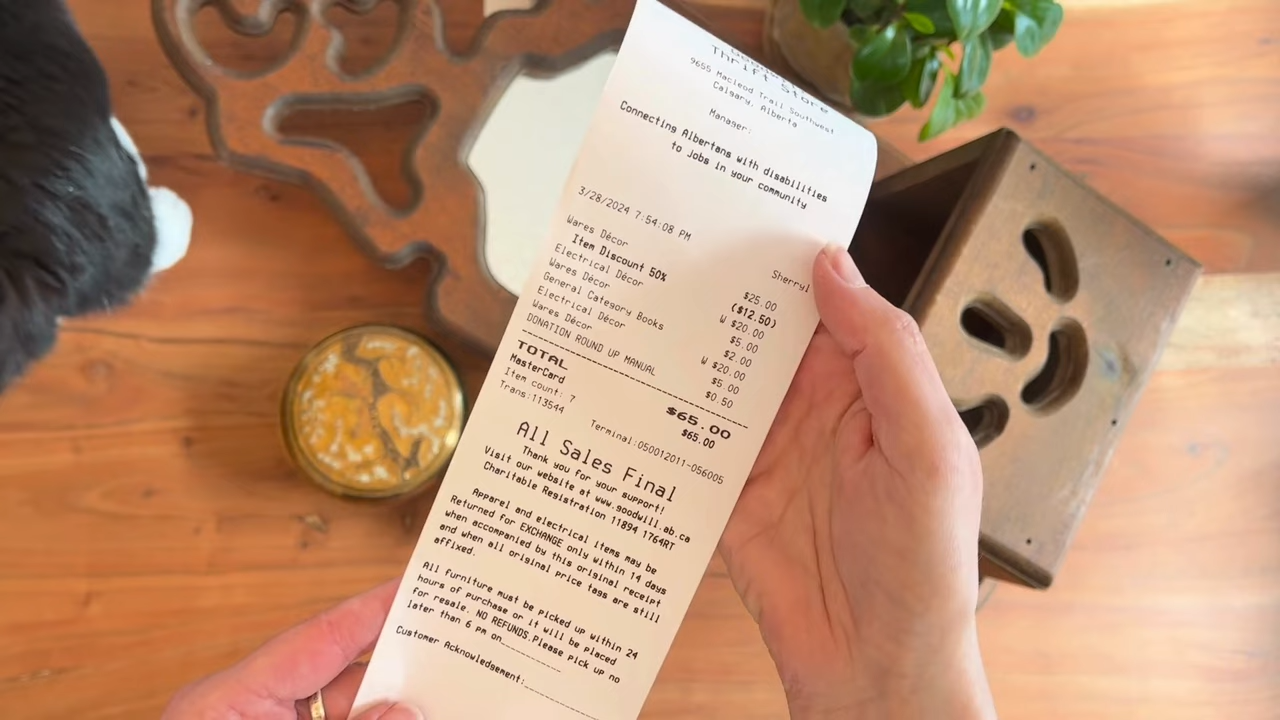 Thrift Store
9655 Macleod Trail Southwest
Calgary, Alberta
Manager:
Connecting Albertans with disabilities
to jobs in your community
3/28/2024 7:54:08 PM
Sherryl
Wares Décor $25.00
Item Discount 50% ($12.50)
Electrical Décor W $20.00
Wares Décor $5.00
General Category Books $2.00
Electrical Décor W $20.00
Wares Décor $5.00
DONATION ROUND UP MANUAL $0.50
TOTAL $65.00
MasterCard $65.00
Item count: 7
Trans:113544 Terminal:050012011-056005
All Sales Final
Thank you for your support!
Visit our website at www.goodwill.ab.ca
Charitable Registration 11894 1764RT
Apparel and electrical items may be
Returned for EXCHANGE only within 14 days
when accompanied by this original receipt
and when all original price tags are still
affixed.
All furniture must be picked up within 24
hours of purchase or it will be placed
for resale. NO REFUNDS.Please pick up no
later than 6 pm on____________
Customer Acknowledgement:______________